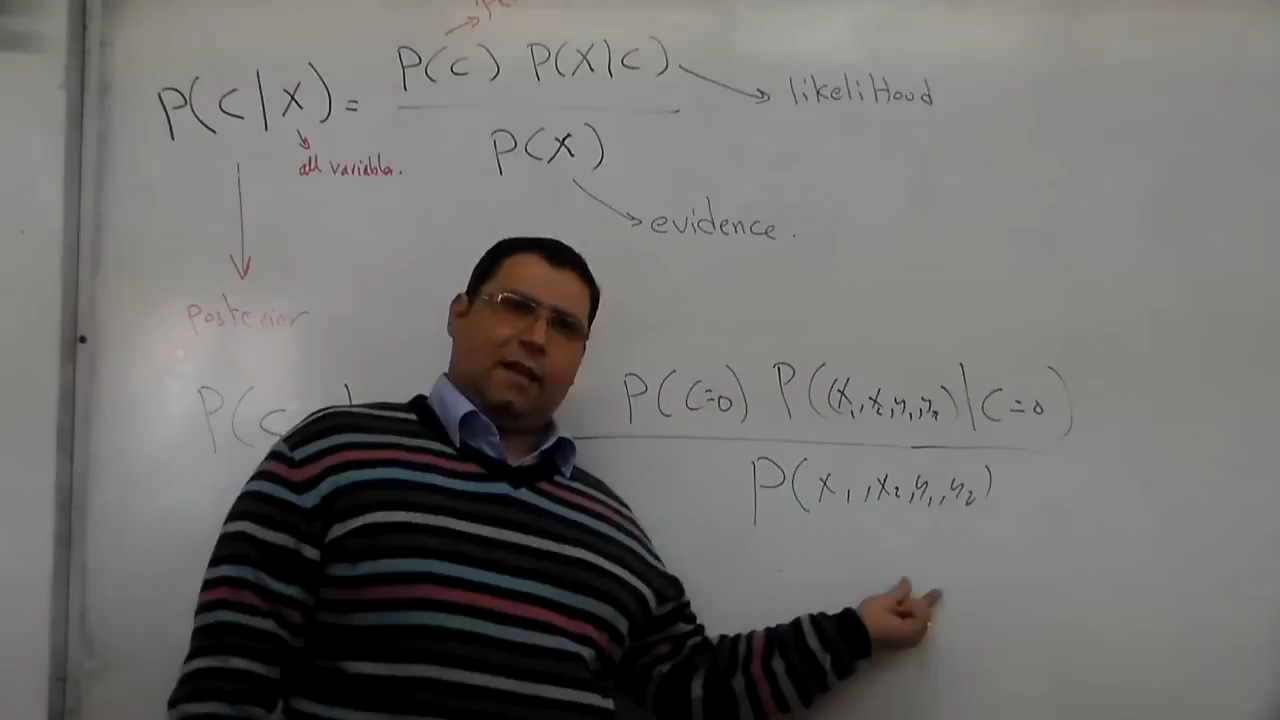 P(C) P(X|C) → likelihood
P(C|X) =
P(X)
all variables.
evidence.
posterior
P(C=0) P((x₁,x₂,y₁,y₂)|C=0)
P(C
P(x₁,x₂,y₁,y₂)